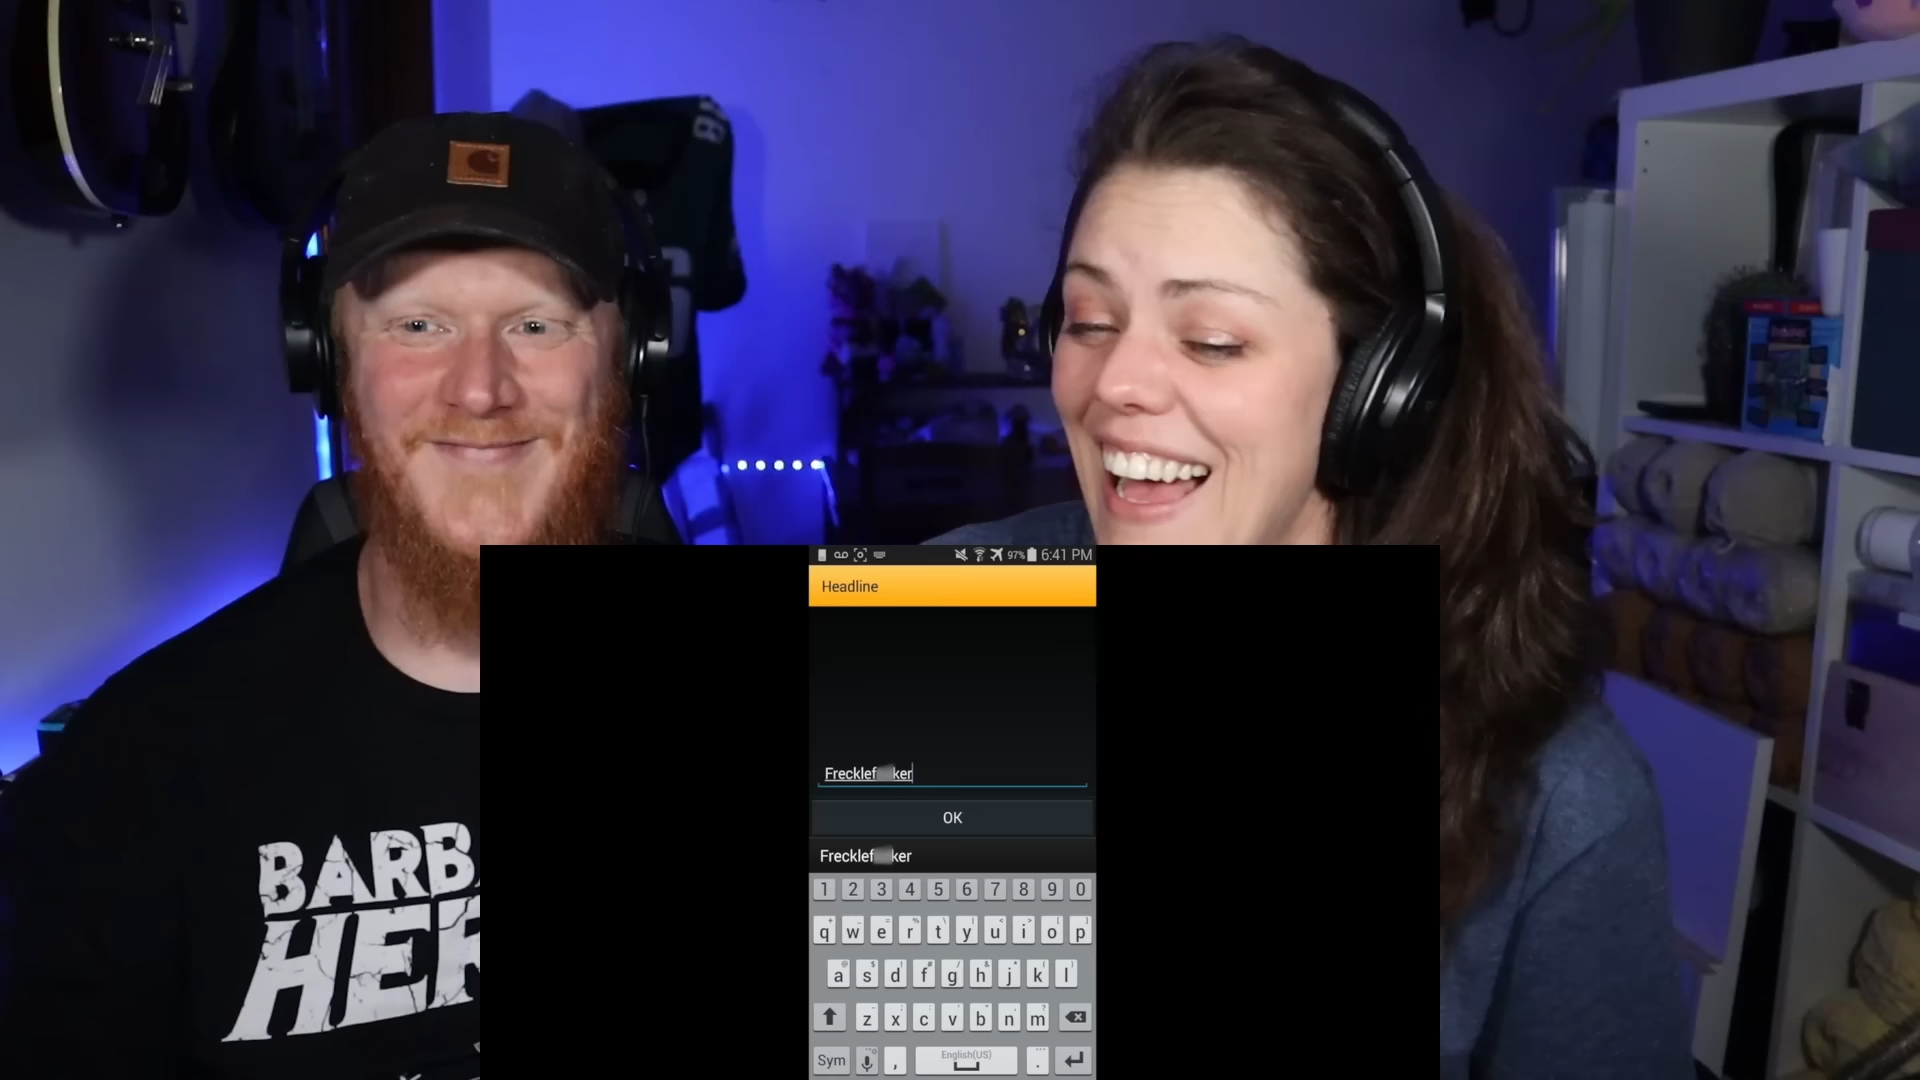 97% 6:41 PM
Headline
Frecklef ker
OK
Frecklef ker
1 2 3 4 5 6 7 8 9 0
q w e r t y u i o p
a s d f g h j k l
z x c v b n m
Sym , English(US) .
BARB
HER